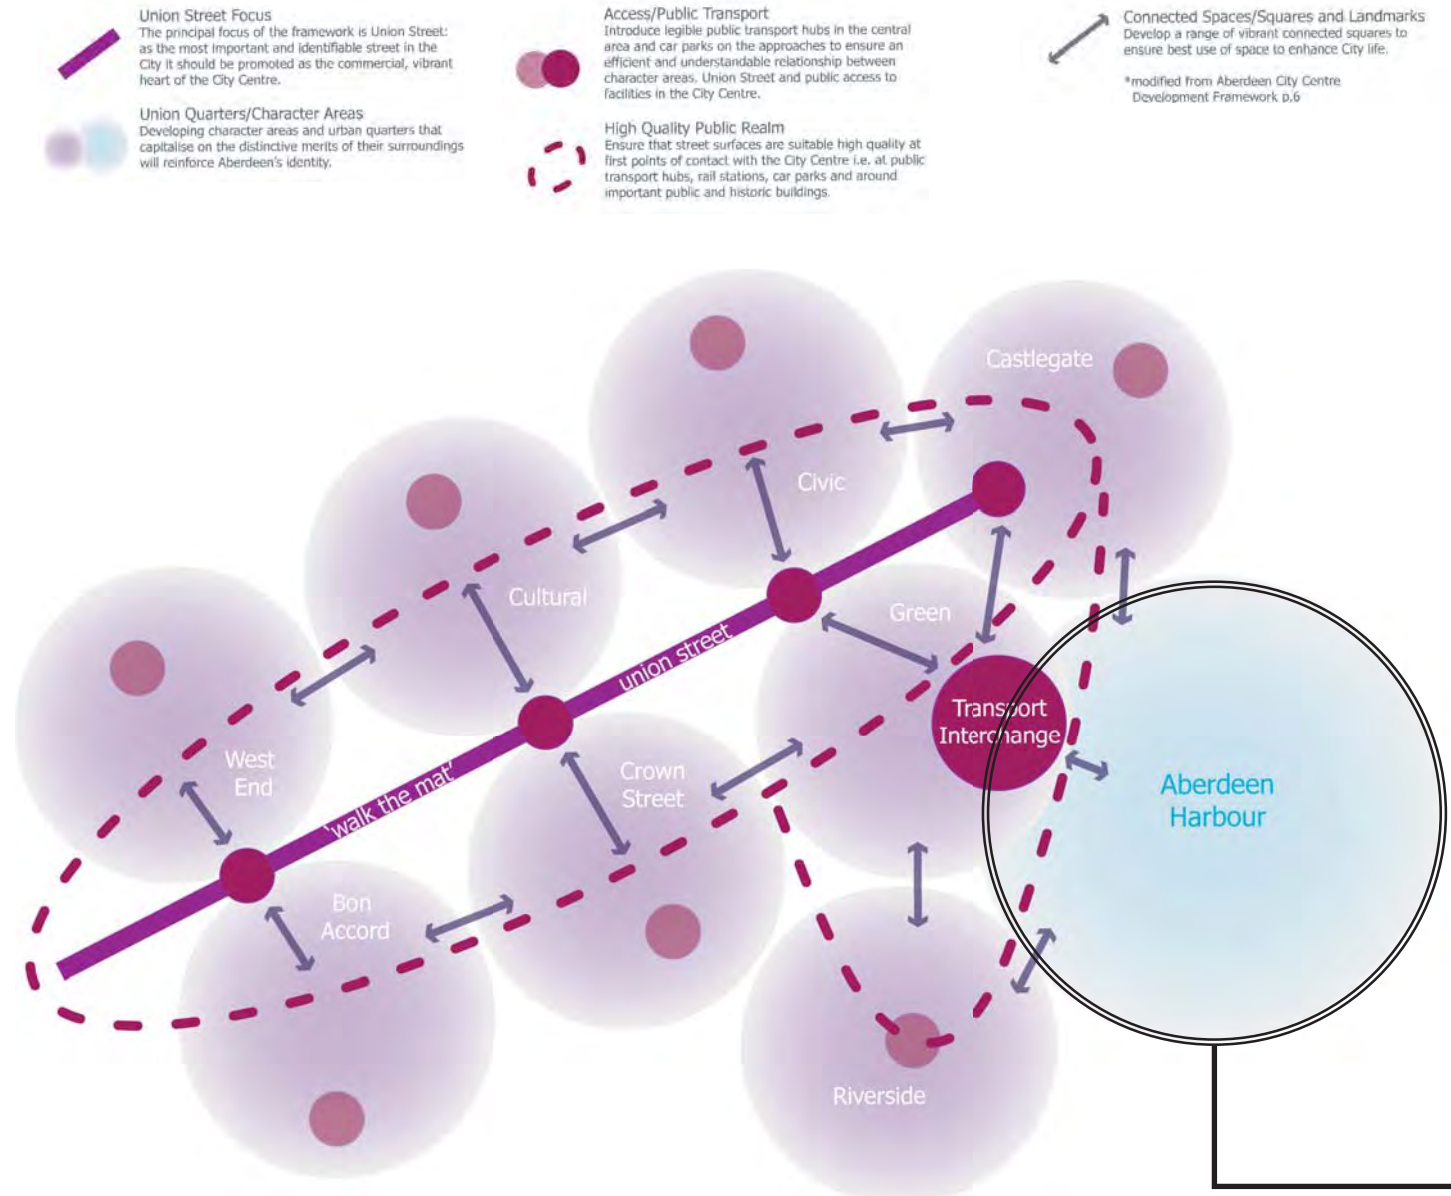 Union Street Focus
The principal focus of the framework is Union Street:
as the most important and identifiable street in the
City it should be promoted as the commercial, vibrant
heart of the City Centre.
Union Quarters/Character Areas
Developing character areas and urban quarters that
capitalise on the distinctive merits of their surroundings
will reinforce Aberdeen's identity.
Access/Public Transport
Introduce legible public transport hubs in the central
area and car parks on the approaches to ensure an
efficient and understandable relationship between
character areas. Union Street and public access to
facilities in the City Centre.
High Quality Public Realm
Ensure that street surfaces are suitable high quality at
first points of contact with the City Centre i.e. at public
transport hubs, rail stations, car parks and around
important public and historic buildings.
Connected Spaces/Squares and Landmarks
Develop a range of vibrant connected squares to
ensure best use of space to enhance City life.
*modified from Aberdeen City Centre
Development Framework p.6
Castlegate
Civic
Cultural
Green
union street
Transport
Interchange
West
End
Crown
Street
'walk the mat'
Aberdeen
Harbour
Bon
Accord
Riverside